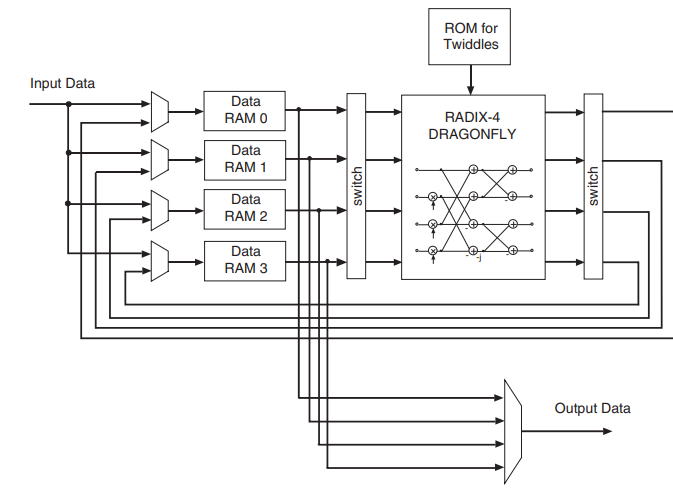 ROM for
Twiddles
Input Data
Data
RAM 0
Data
RAM 1
Data
RAM 2
Data
RAM 3
switch
RADIX-4
DRAGONFLY
-
-
-
-j
-
switch
Output Data